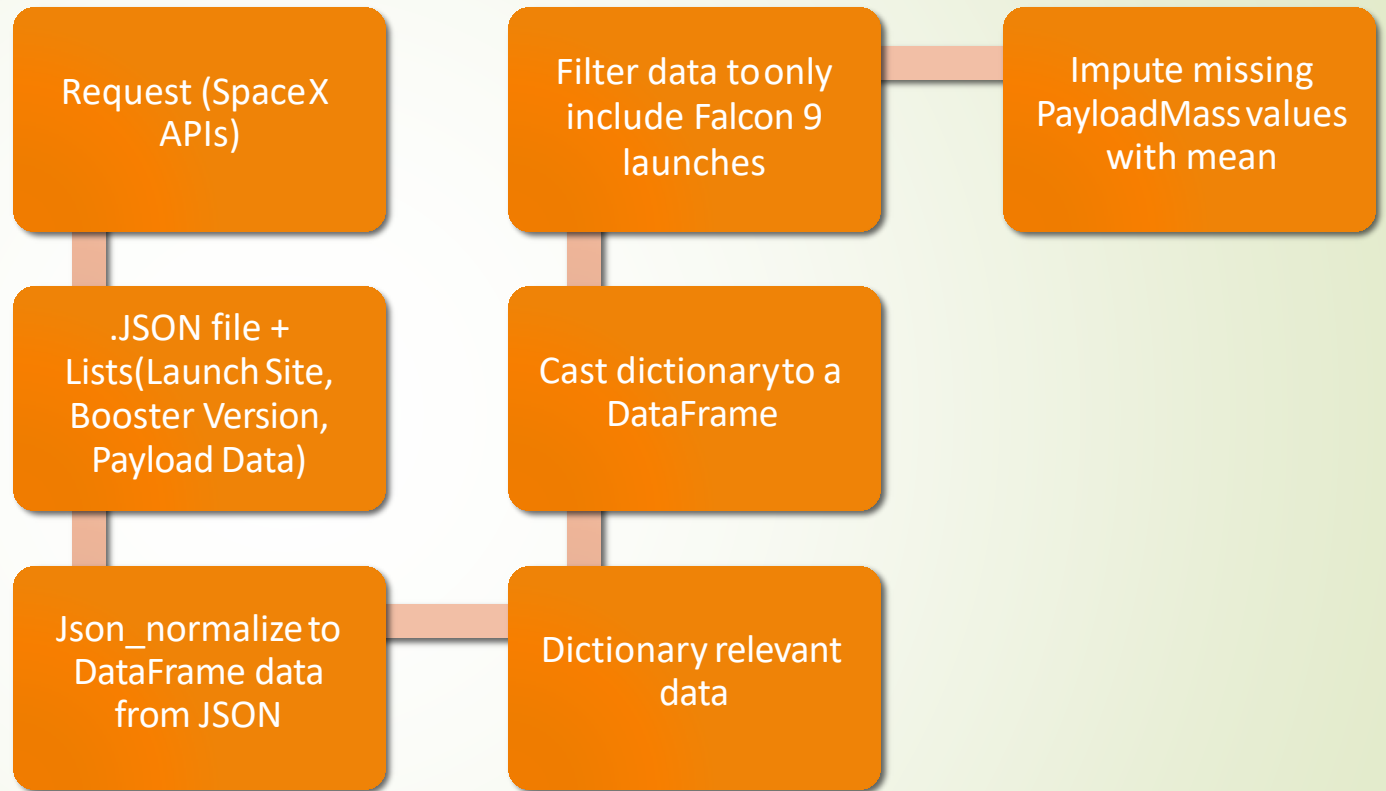 Request (SpaceX
APIs)
.JSON file +
Lists(Launch Site,
Booster Version,
Payload Data)
Json_normalize to
DataFrame data
from JSON
Dictionary relevant
data
Cast dictionary to a
DataFrame
Filter data to only
include Falcon 9
launches
Impute missing
PayloadMass values
with mean